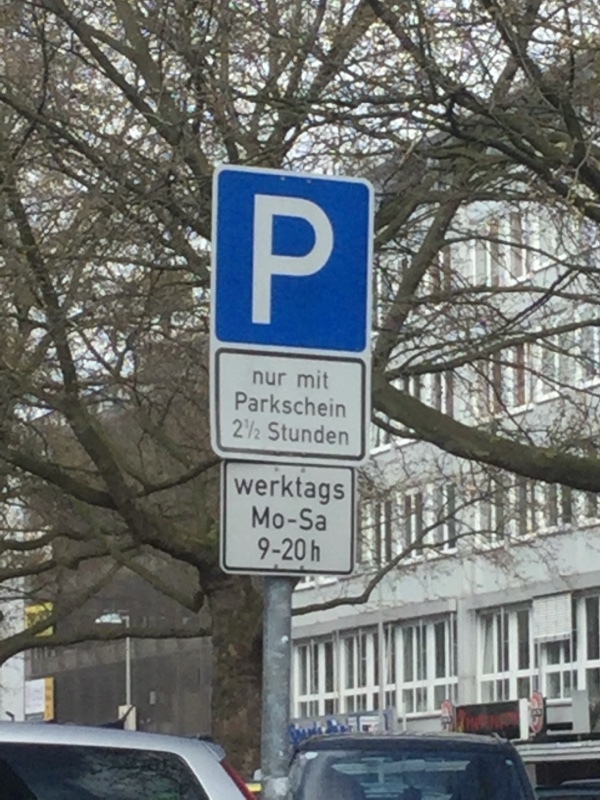 P
nur mit
Parkschein
2½ Stunden
werktags
Mo-Sa
9-20 h